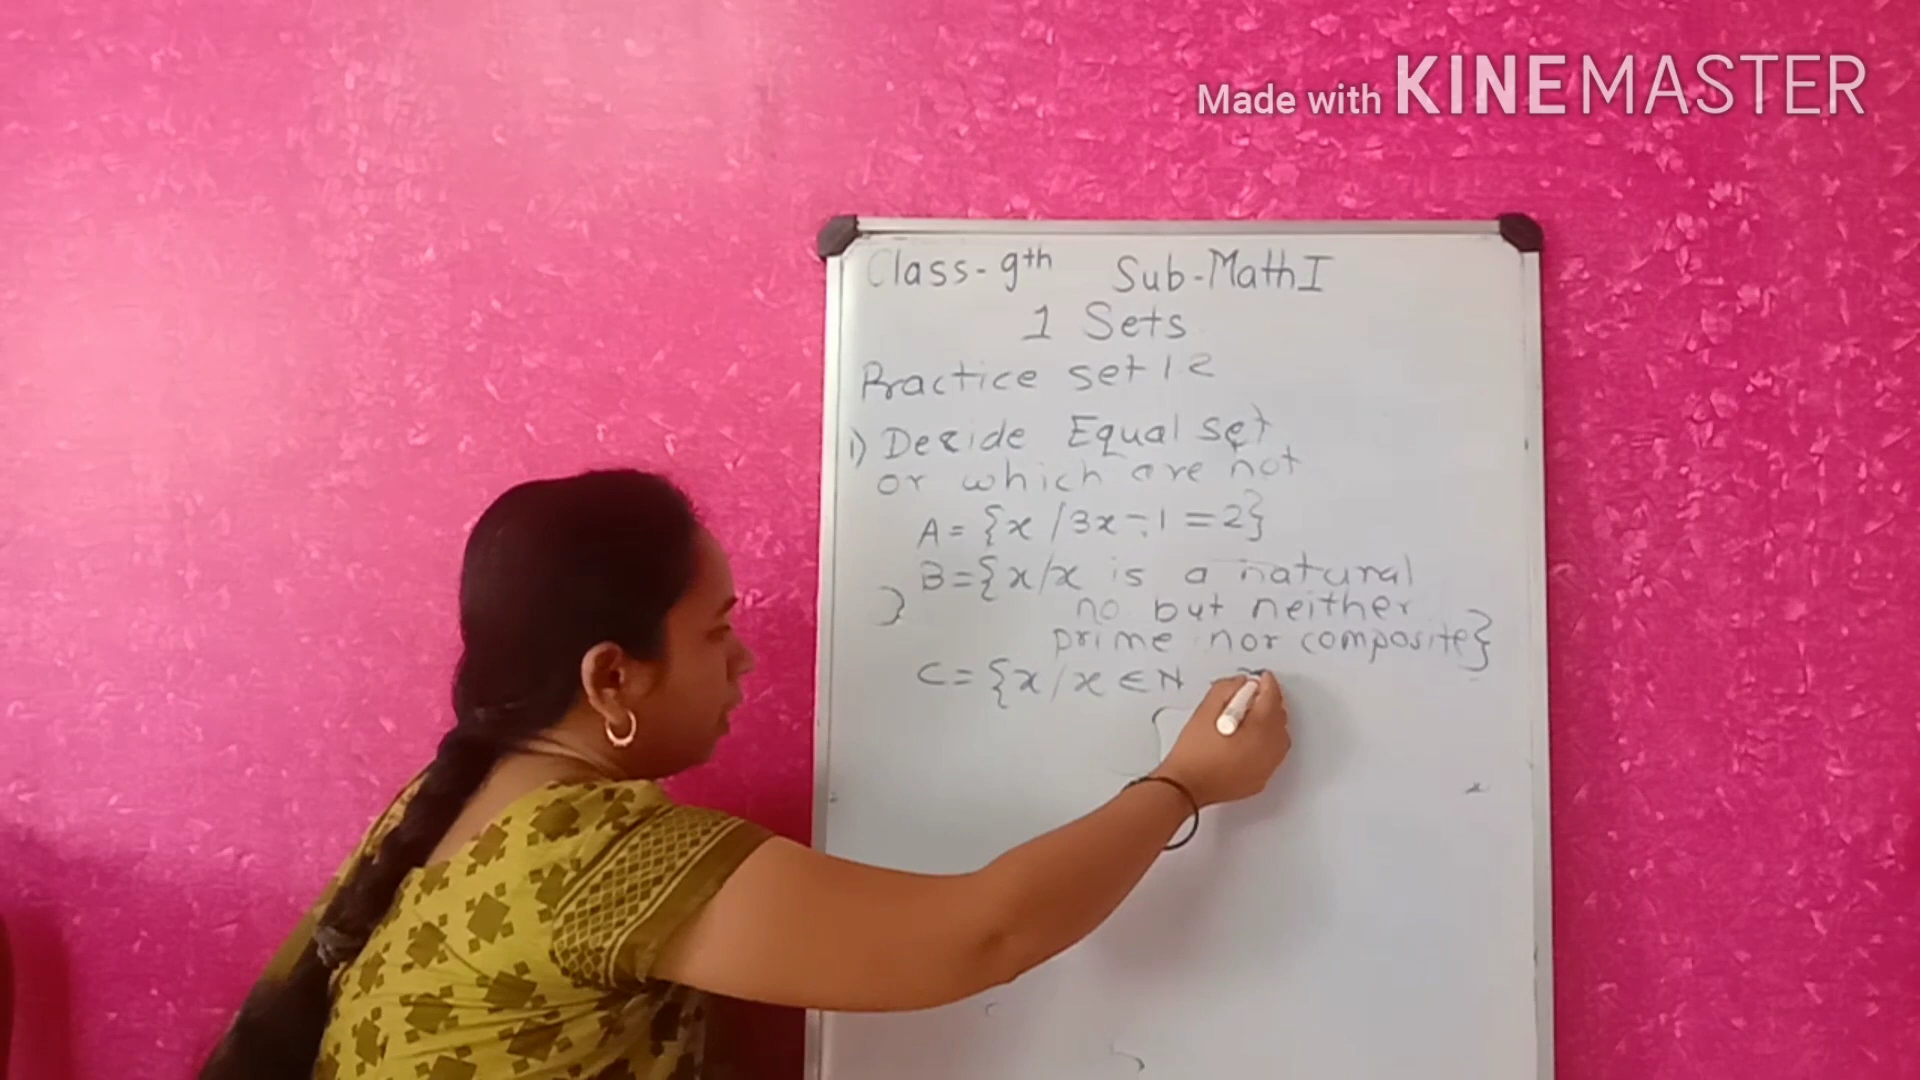 Made with KINEMASTER
Class-9th Sub-Math I
1 Sets
Practice set 1 2
1) Decide Equal set
or which are not
A = {x / 3x - 1 = 2}
B = {x/x is a natural
no but neither
prime nor composite}
C = {x / x ∈ N x